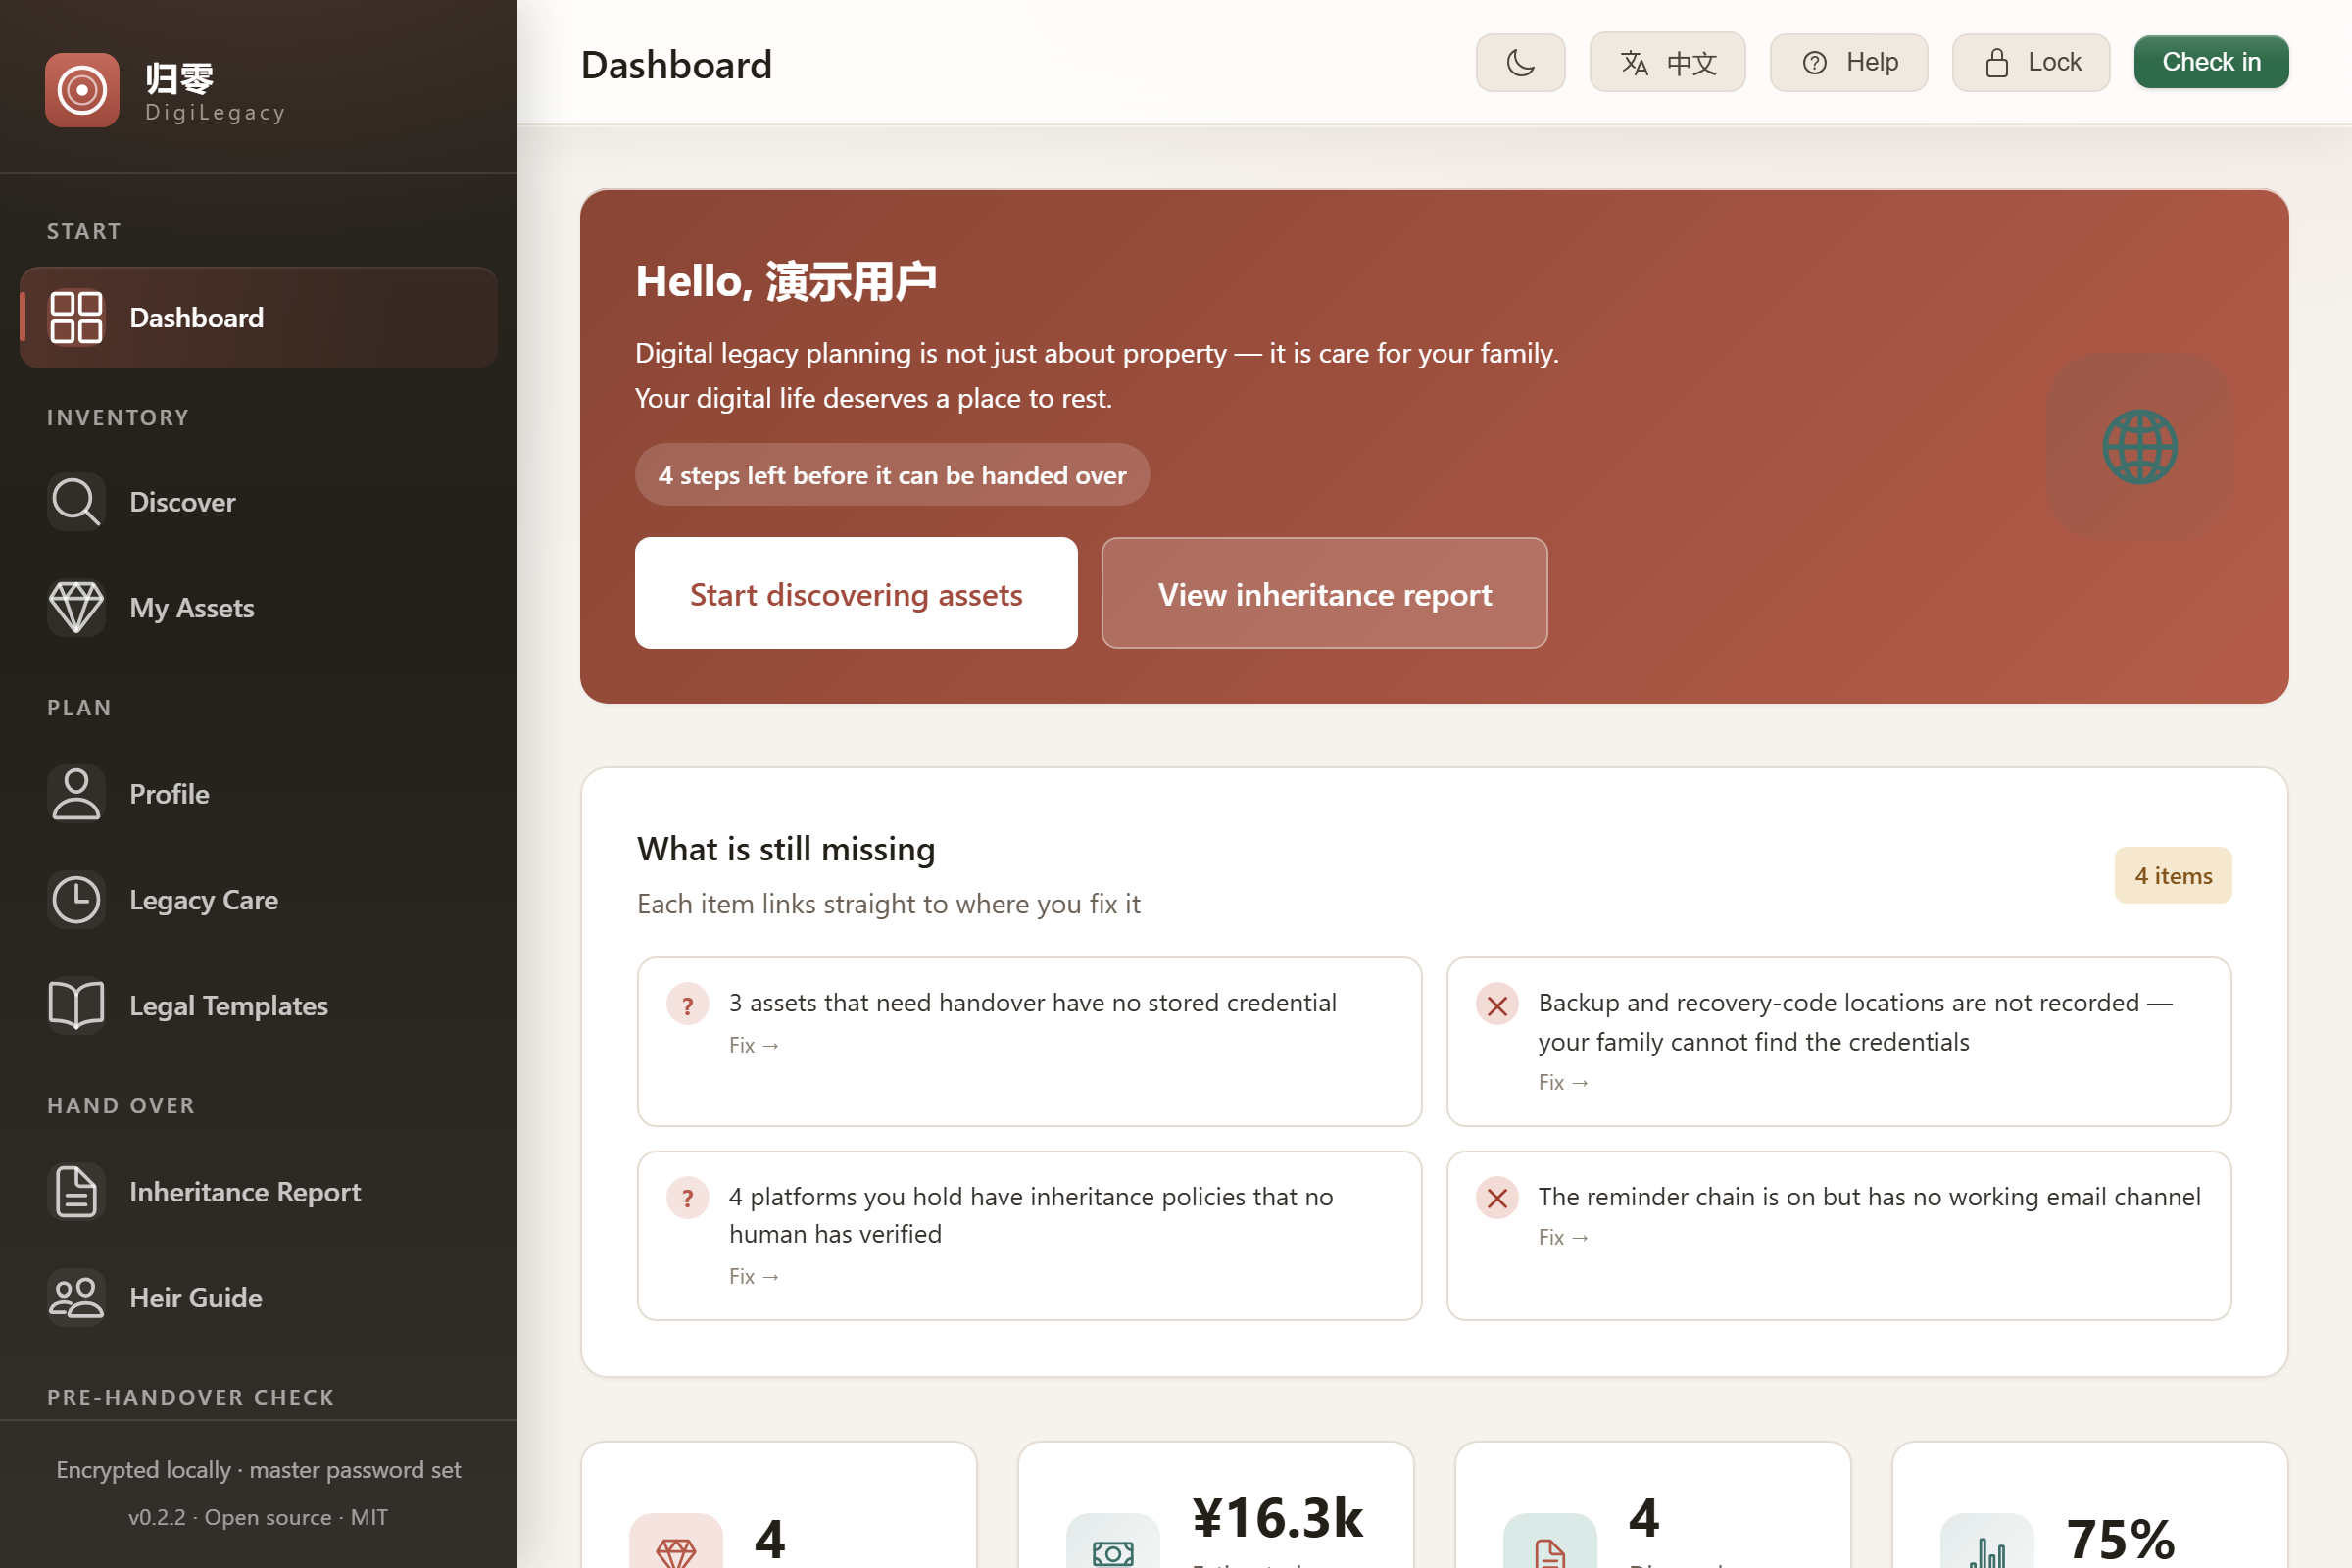 归零
DigiLegacy
START
Dashboard
INVENTORY
Discover
My Assets
PLAN
Profile
Legacy Care
Legal Templates
HAND OVER
Inheritance Report
Heir Guide
PRE-HANDOVER CHECK
Encrypted locally · master password set
v0.2.2 · Open source · MIT
Dashboard
中文
Help
Lock
Check in
Hello, 演示用户
Digital legacy planning is not just about property — it is care for your family.
Your digital life deserves a place to rest.
4 steps left before it can be handed over
Start discovering assets
View inheritance report
What is still missing
Each item links straight to where you fix it
4 items
? 3 assets that need handover have no stored credential
Fix →
Backup and recovery-code locations are not recorded —
your family cannot find the credentials
Fix →
? 4 platforms you hold have inheritance policies that no
human has verified
Fix →
The reminder chain is on but has no working email channel
Fix →
4
¥16.3k
4
75%